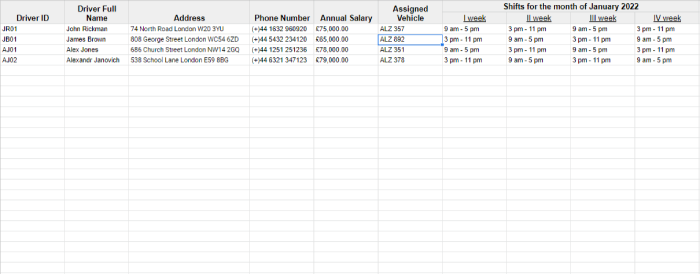 Shifts for the month of January 2022
Driver ID Driver Full Name Address Phone Number Annual Salary Assigned Vehicle I week II week III week IV week
JR01 John Rickman 74 North Road London W20 3YU (+)44 1632 960920 £75,000.00 ALZ 357 9 am - 5 pm 3 pm - 11 pm 9 am - 5 pm 3 pm - 11 pm
JB01 James Brown 808 George Street London WC54 6ZD (+)44 5432 234120 £65,000.00 ALZ 892 3 pm - 11 pm 9 am - 5 pm 3 pm - 11 pm 9 am - 5 pm
AJ01 Alex Jones 686 Church Street London NW14 2GQ (+)44 1251 251236 £78,000.00 ALZ 351 9 am - 5 pm 3 pm - 11 pm 9 am - 5 pm 3 pm - 11 pm
AJ02 Alexandr Janovich 538 School Lane London E59 8BG (+)44 6321 347123 £79,000.00 ALZ 378 3 pm - 11 pm 9 am - 5 pm 3 pm - 11 pm 9 am - 5 pm